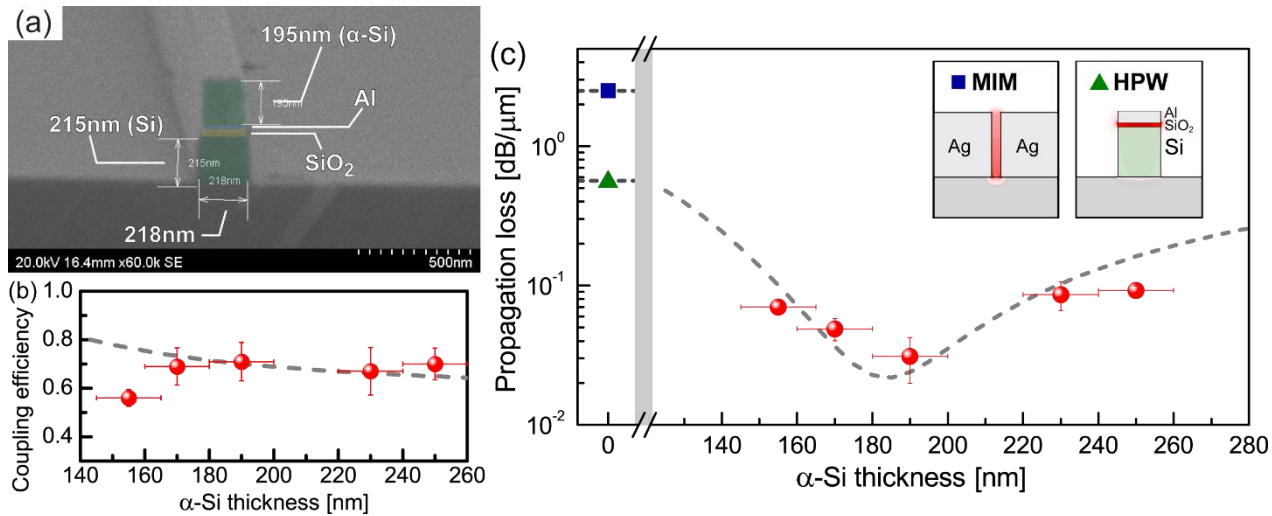 (a)
195nm (α-Si)
195nm
Al
215nm (Si)
215nm
SiO₂
218nm
218nm
20.0kV 16.4mm x60.0k SE
500nm
(b)
Coupling efficiency
1.0
0.8
0.6
0.4
140 160 180 200 220 240 260
α-Si thickness [nm]
(c)
Propagation loss [dB/μm]
10⁰
10⁻¹
10⁻²
MIM
Ag Ag
HPW
Al
SiO₂
Si
0 140 160 180 200 220 240 260 280
α-Si thickness [nm]